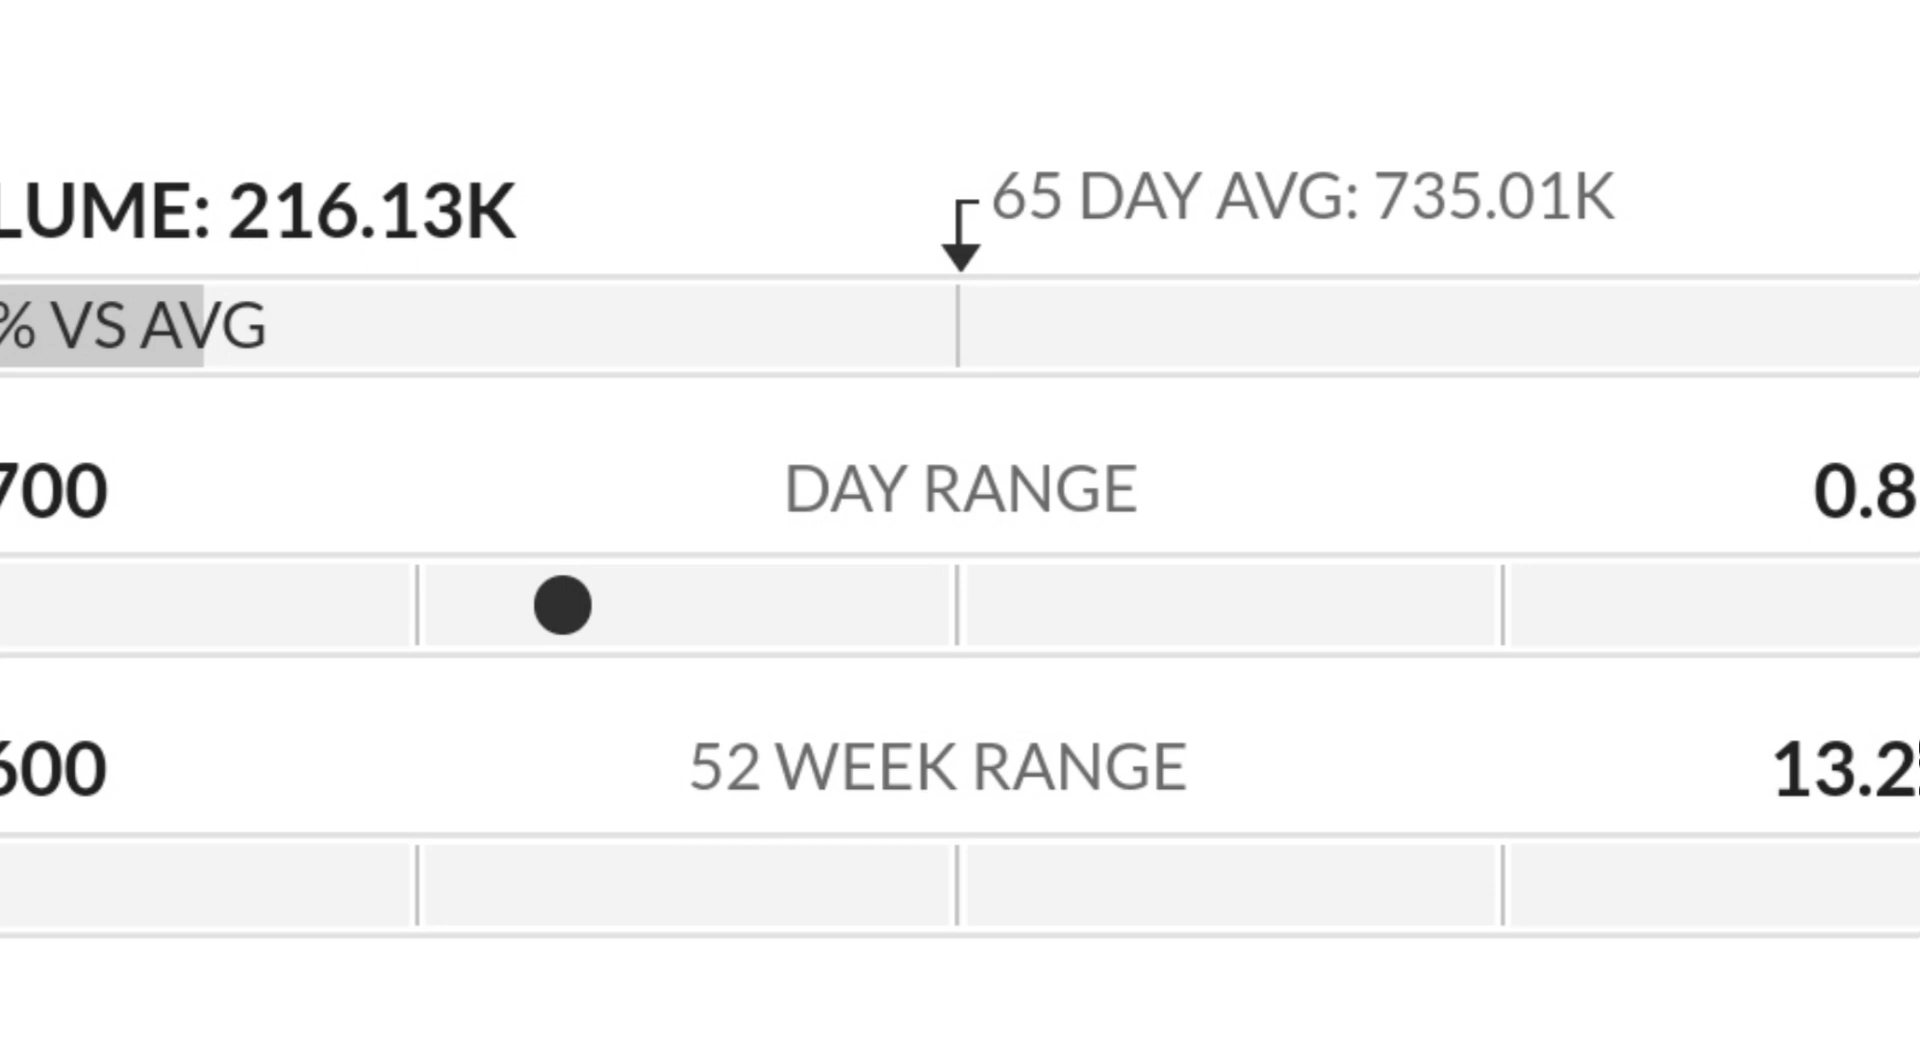 LUME: 216.13K
65 DAY AVG: 735.01K
% VS AVG
700
DAY RANGE
0.8
600
52 WEEK RANGE
13.2